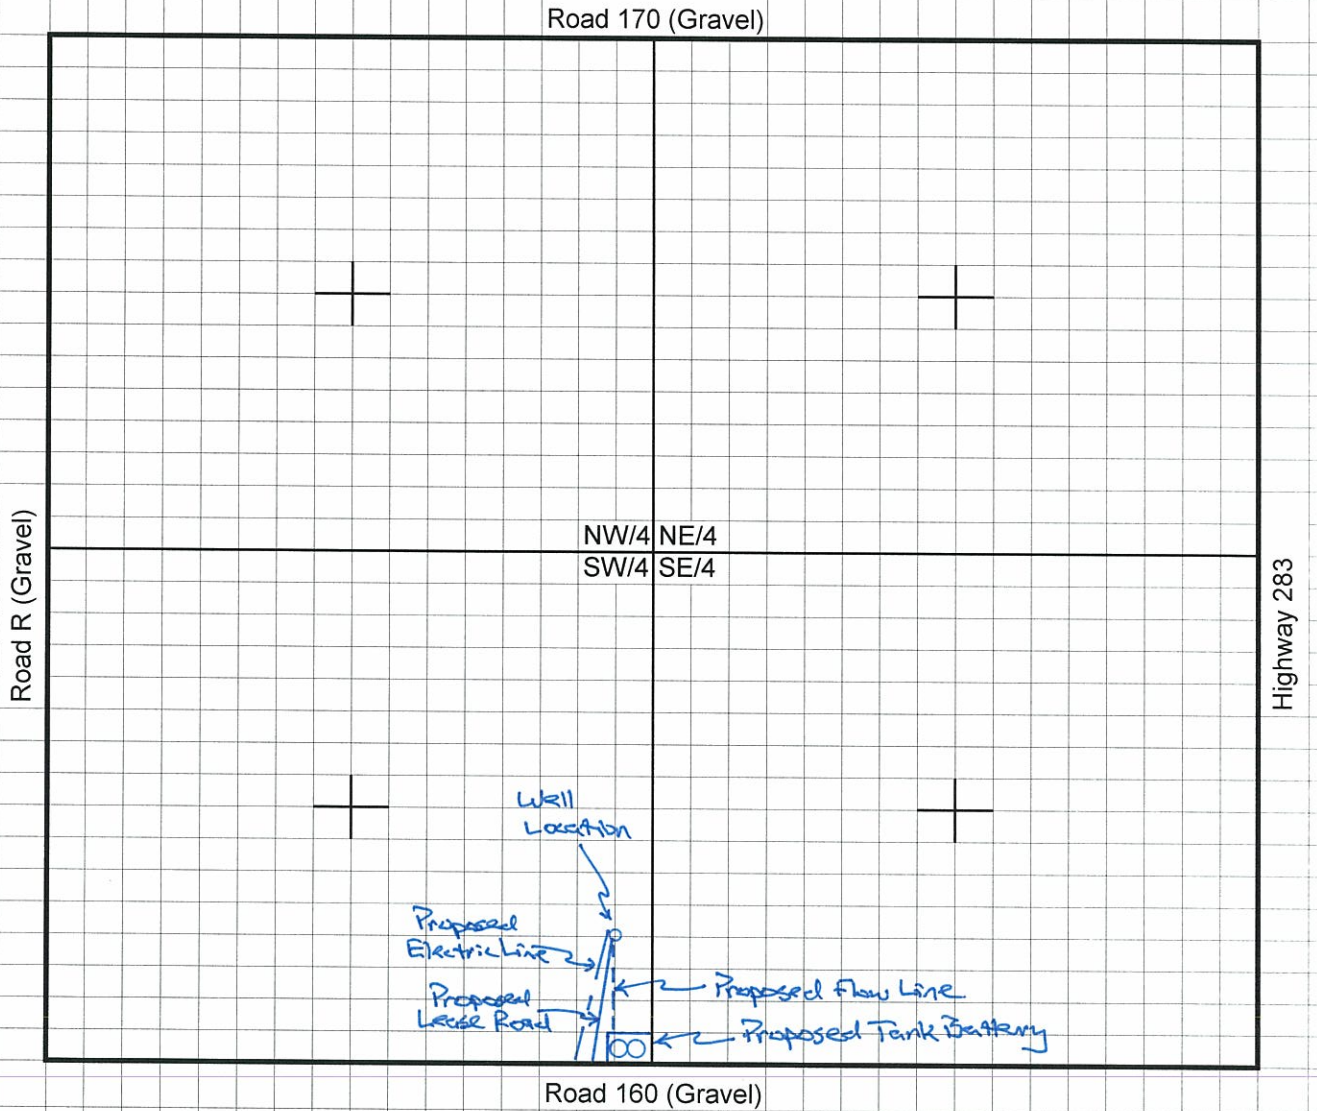 Road 170 (Gravel)
NW/4 NE/4
SW/4 SE/4
Road R (Gravel)
Highway 283
Well
Location
Proposed
Electric Line
Proposed Flow Line
Proposed
Lease Road
Proposed Tank Battery
Road 160 (Gravel)